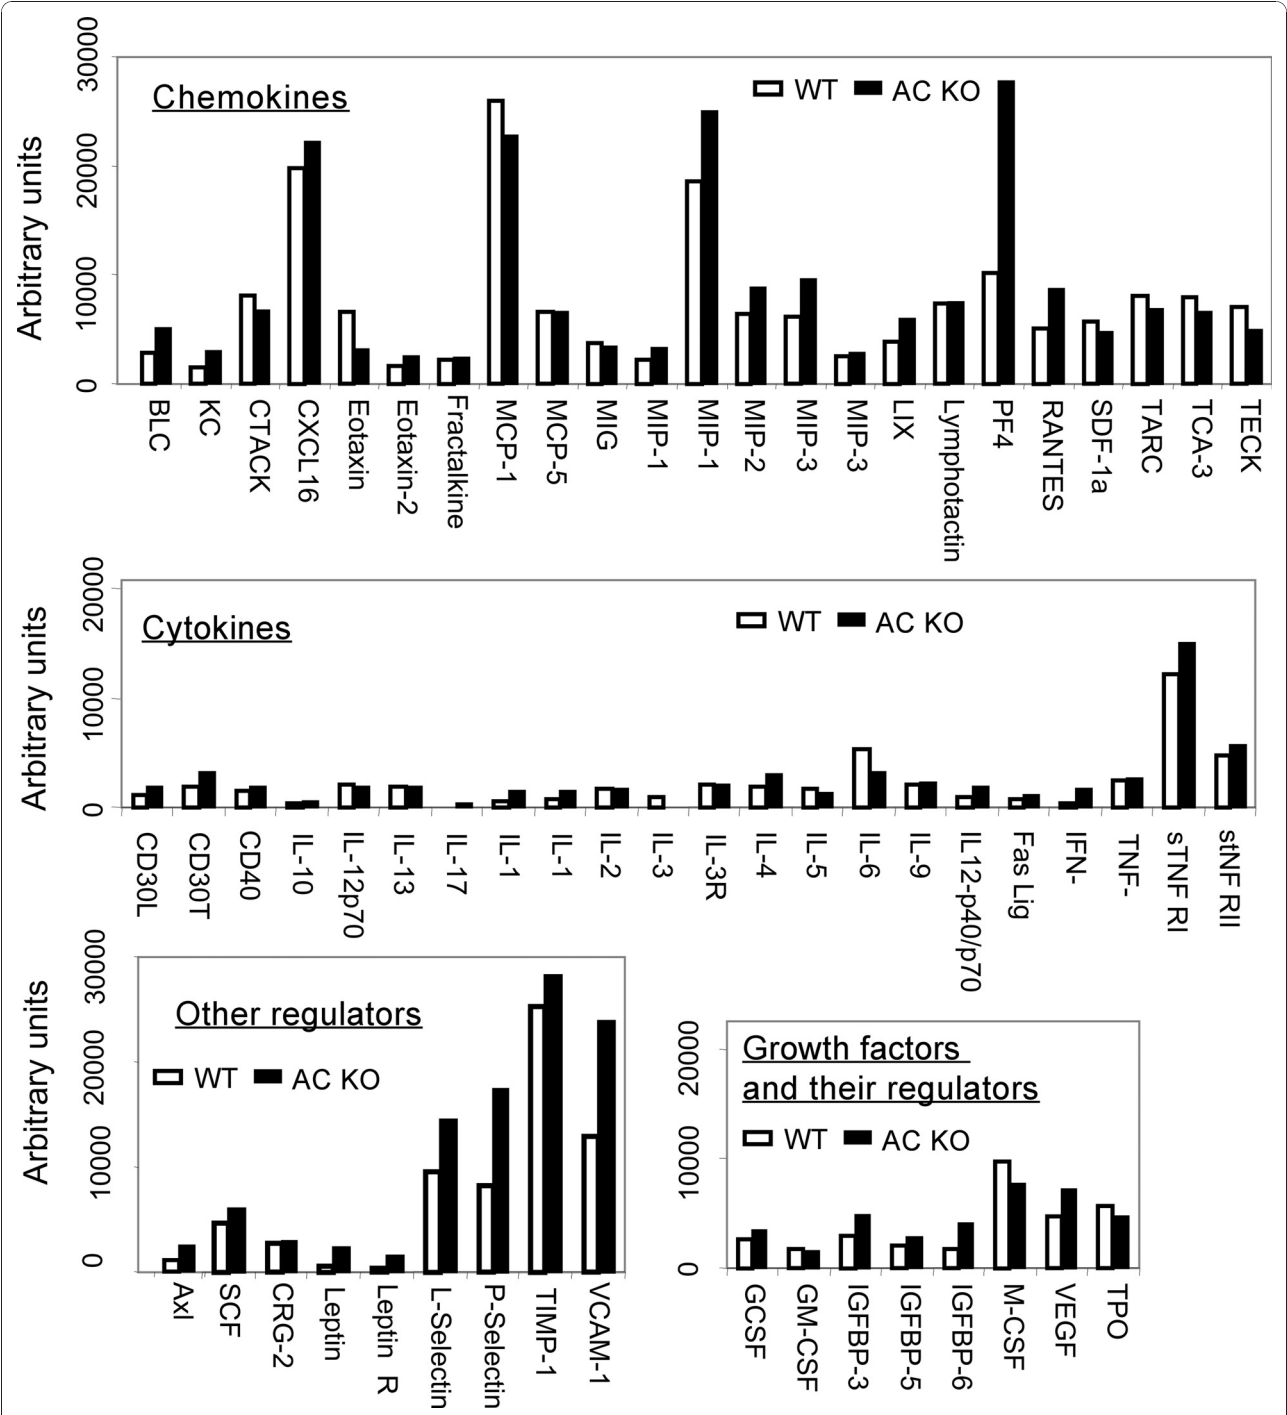 Chemokines
WT AC KO
Arbitrary units
30000
20000
10000
0
BLC
KC
CTACK
CXCL16
Eotaxin
Eotaxin-2
Fractalkine
MCP-1
MCP-5
MIG
MIP-1
MIP-1
MIP-2
MIP-3
MIP-3
LIX
Lymphotactin
PF4
RANTES
SDF-1a
TARC
TCA-3
TECK
Cytokines
WT AC KO
Arbitrary units
20000
10000
0
CD30L
CD30T
CD40
IL-10
IL-12p70
IL-13
IL-17
IL-1
IL-1
IL-2
IL-3
IL-3R
IL-4
IL-5
IL-6
IL-9
IL12-p40/p70
Fas Lig
IFN-
TNF-
sTNF RI
stNF RII
Other regulators
WT AC KO
Arbitrary units
30000
20000
10000
0
Axl
SCF
CRG-2
Leptin
Leptin R
L-Selectin
P-Selectin
TIMP-1
VCAM-1
Growth factors
and their regulators
WT AC KO
20000
100000
0
GCSF
GM-CSF
IGFBP-3
IGFBP-5
IGFBP-6
M-CSF
VEGF
TPO